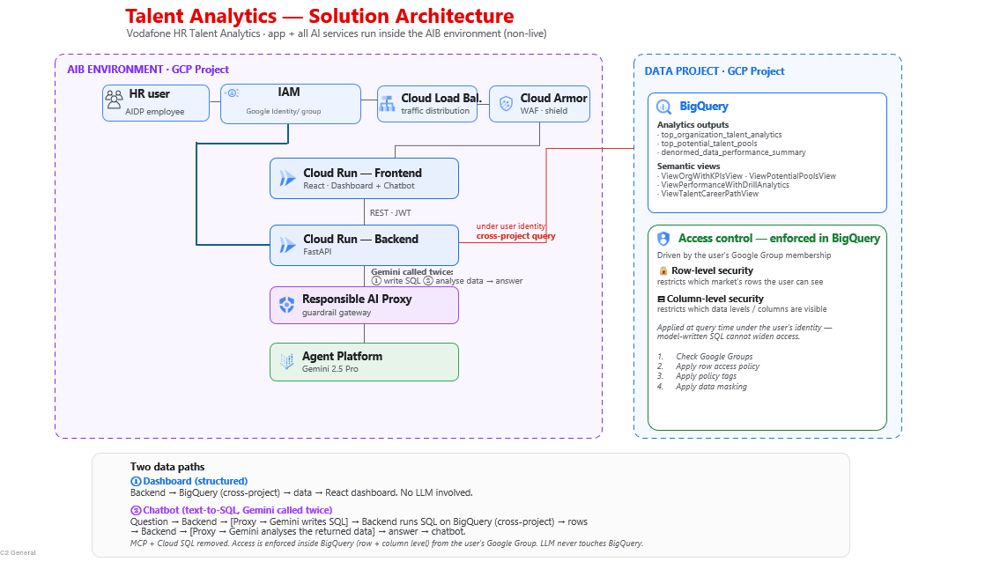 Talent Analytics — Solution Architecture
Vodafone HR Talent Analytics · app + all AI services run inside the AIB environment (non-live)
AIB ENVIRONMENT · GCP Project
HR user
AIDP employee
IAM
Google Identity/ group
Cloud Load Bal.
traffic distribution
Cloud Armor
WAF · shield
Cloud Run — Frontend
React · Dashboard + Chatbot
REST · JWT
Cloud Run — Backend
FastAPI
under user identity
cross-project query
Gemini called twice:
① write SQL ② analyse data → answer
Responsible AI Proxy
guardrail gateway
Agent Platform
Gemini 2.5 Pro
DATA PROJECT · GCP Project
BigQuery
Analytics outputs
· top_organization_talent_analytics
· top_potential_talent_pools
· denormed_data_performance_summary
Semantic views
· ViewOrgWithKPIsView · ViewPotentialPoolsView
· ViewPerformanceWithDrillAnalytics
· ViewTalentCareerPathView
Access control — enforced in BigQuery
Driven by the user's Google Group membership
Row-level security
restricts which market's rows the user can see
Column-level security
restricts which data levels / columns are visible
Applied at query time under the user's identity —
model-written SQL cannot widen access.
1. Check Google Groups
2. Apply row access policy
3. Apply policy tags
4. Apply data masking
Two data paths
① Dashboard (structured)
Backend → BigQuery (cross-project) → data → React dashboard. No LLM involved.
② Chatbot (text-to-SQL, Gemini called twice)
Question → Backend → [Proxy → Gemini writes SQL] → Backend runs SQL on BigQuery (cross-project) → rows
→ Backend → [Proxy → Gemini analyses the returned data] → answer → chatbot.
MCP + Cloud SQL removed. Access is enforced inside BigQuery (row + column level) from the user's Google Group. LLM never touches BigQuery.
C2 General